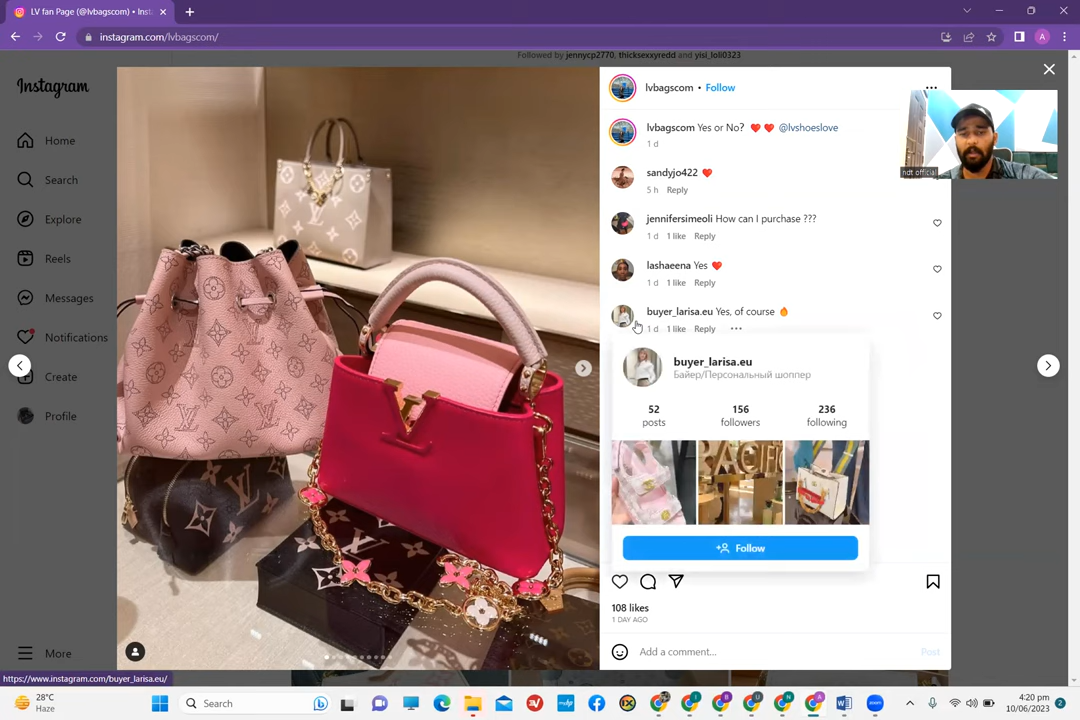 LV fan Page (@lvbagscom) • Inst
instagram.com/lvbagscom/
Followed by jennycp2770, thicksexxyredd and yisi_loli0323
Instagram
Home
Search
Explore
Reels
Messages
Notifications
Create
Profile
More
lvbagscom • Follow
lvbagscom Yes or No? ❤️ ❤️ @lvshoeslove
1 d
sandyjo422 ❤️
5 h Reply
jennifersimeoli How can I purchase ???
1 d 1 like Reply
lashaeena Yes ❤️
1 d 1 like Reply
buyer_larisa.eu Yes, of course 🔥
1 d 1 like Reply
buyer_larisa.eu
Байер/Персональный шоппер
52 156 236
posts followers following
PACIFIC
Follow
108 likes
1 DAY AGO
Add a comment...
Post
ndt official
https://www.instagram.com/buyer_larisa.eu/
28°C
Haze
Search
4:20 pm
10/06/2023